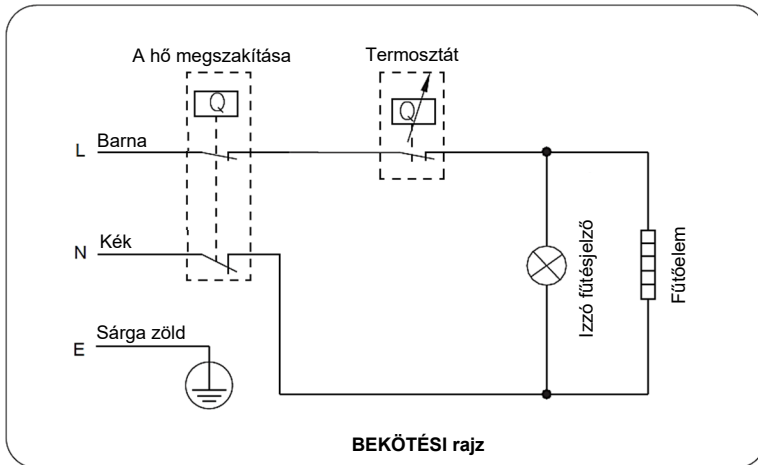 A hő megszakítása
Termosztát
Q
Q
L Barna
N Kék
E Sárga zöld
Izzó fűtésjelző
Fűtőelem
BEKÖTÉSI rajz